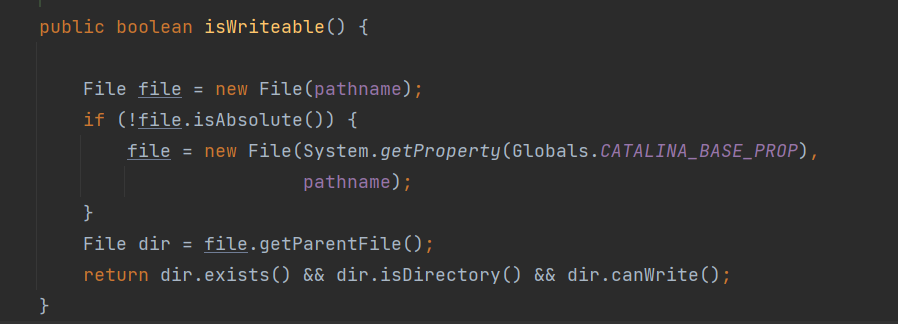 public boolean isWriteable() {
File file = new File(pathname);
if (!file.isAbsolute()) {
file = new File(System.getProperty(Globals.CATALINA_BASE_PROP),
pathname);
}
File dir = file.getParentFile();
return dir.exists() && dir.isDirectory() && dir.canWrite();
}